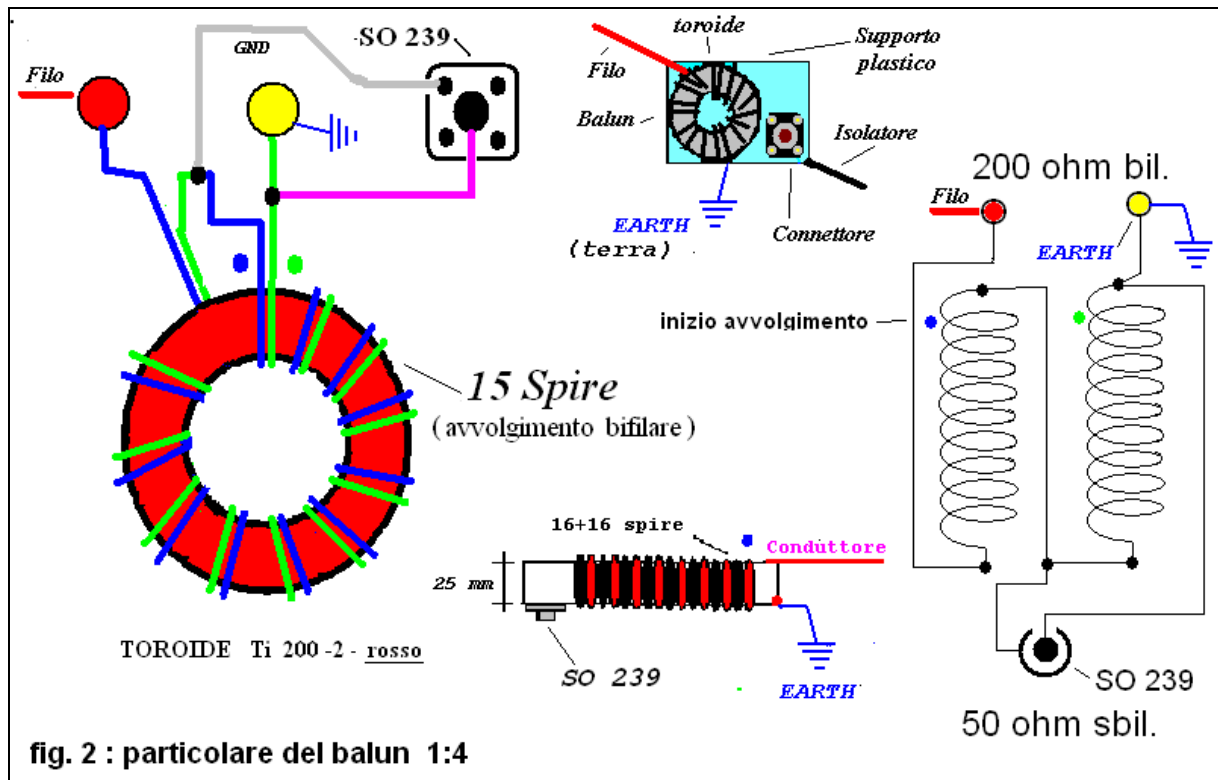 GND
SO 239
Filo
toroide
Supporto
plastico
Filo
Balun
Isolatore
EARTH
(terra)
Connettore
200 ohm bil.
Filo
EARTH
inizio avvolgimento
15 Spire
( avvolgimento bifilare )
16+16 spire
Conduttore
25 mm
SO 239
EARTH
TOROIDE Ti 200 -2 - rosso
SO 239
50 ohm sbil.
fig. 2 : particolare del balun 1:4